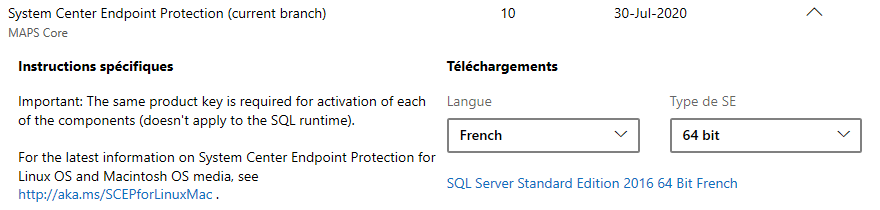 System Center Endpoint Protection (current branch) 10 30-Jul-2020
MAPS Core
Instructions spécifiques
Important: The same product key is required for activation of each
of the components (doesn't apply to the SQL runtime).
For the latest information on System Center Endpoint Protection for
Linux OS and Macintosh OS media, see
http://aka.ms/SCEPforLinuxMac .
Téléchargements
Langue Type de SE
French 64 bit
SQL Server Standard Edition 2016 64 Bit French